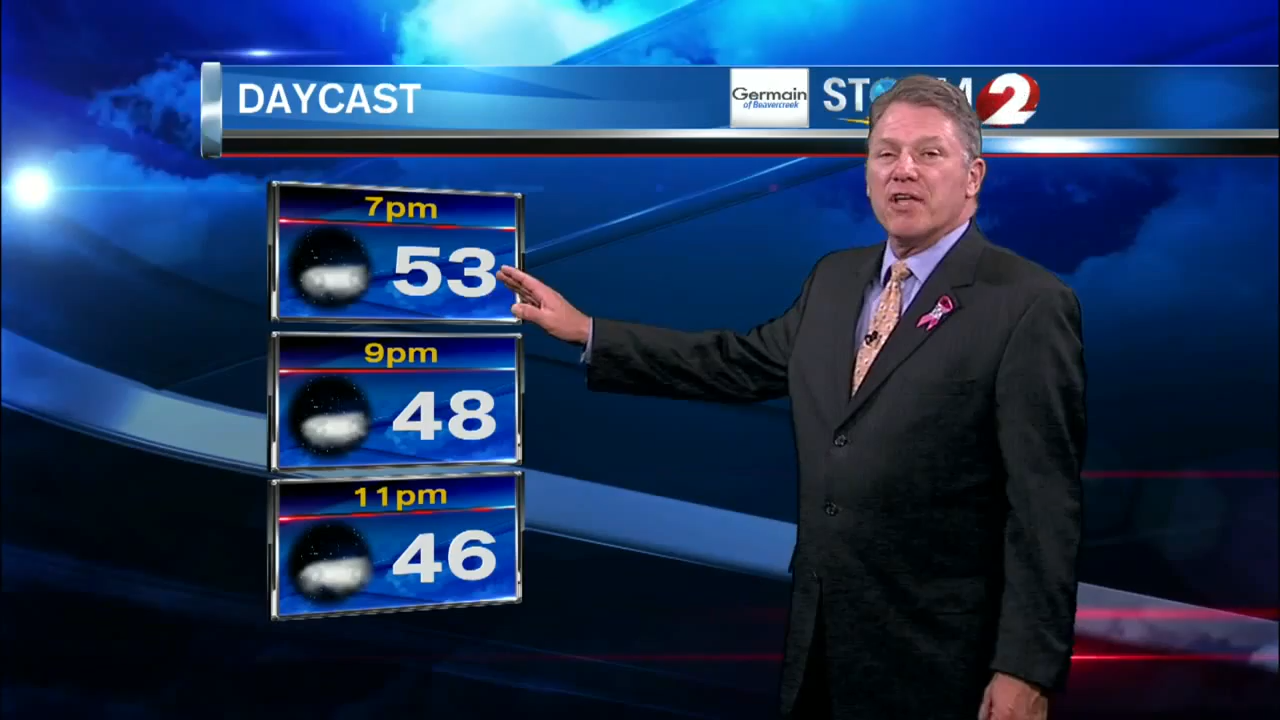 DAYCAST
Germain
of Beavercreek
2
7pm
53
9pm
48
11pm
46